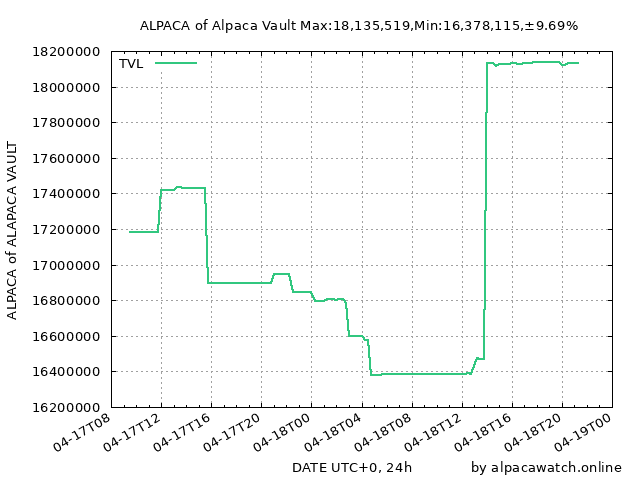 ALPACA of Alpaca Vault Max:18,135,519,Min:16,378,115,±9.69%
TVL
18200000
18000000
17800000
17600000
17400000
17200000
17000000
16800000
16600000
16400000
16200000
ALPACA of ALAPACA VAULT
04-17T08
04-17T12
04-17T16
04-17T20
04-18T00
04-18T04
04-18T08
04-18T12
04-18T16
04-18T20
04-19T00
DATE UTC+0, 24h
by alpacawatch.online